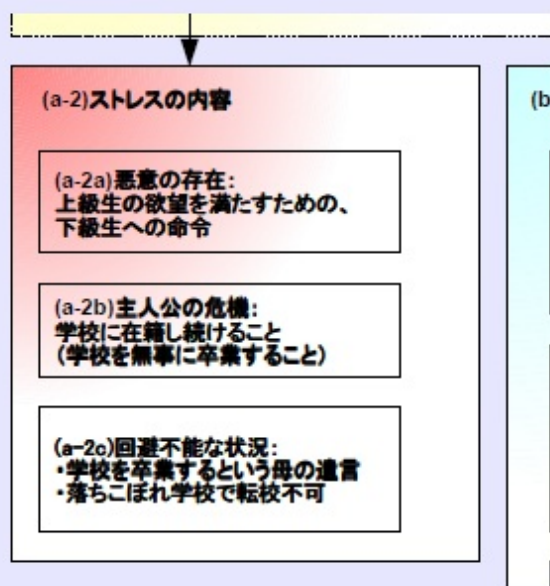 (a-2)ストレスの内容
(a-2a)悪意の存在：
上級生の欲望を満たすための、
下級生への命令
(a-2b)主人公の危機：
学校に在籍し続けること
(学校を無事に卒業すること)
(a-2c)回避不能な状況：
・学校を卒業するという母の遺言
・落ちこぼれ学校で転校不可
(b